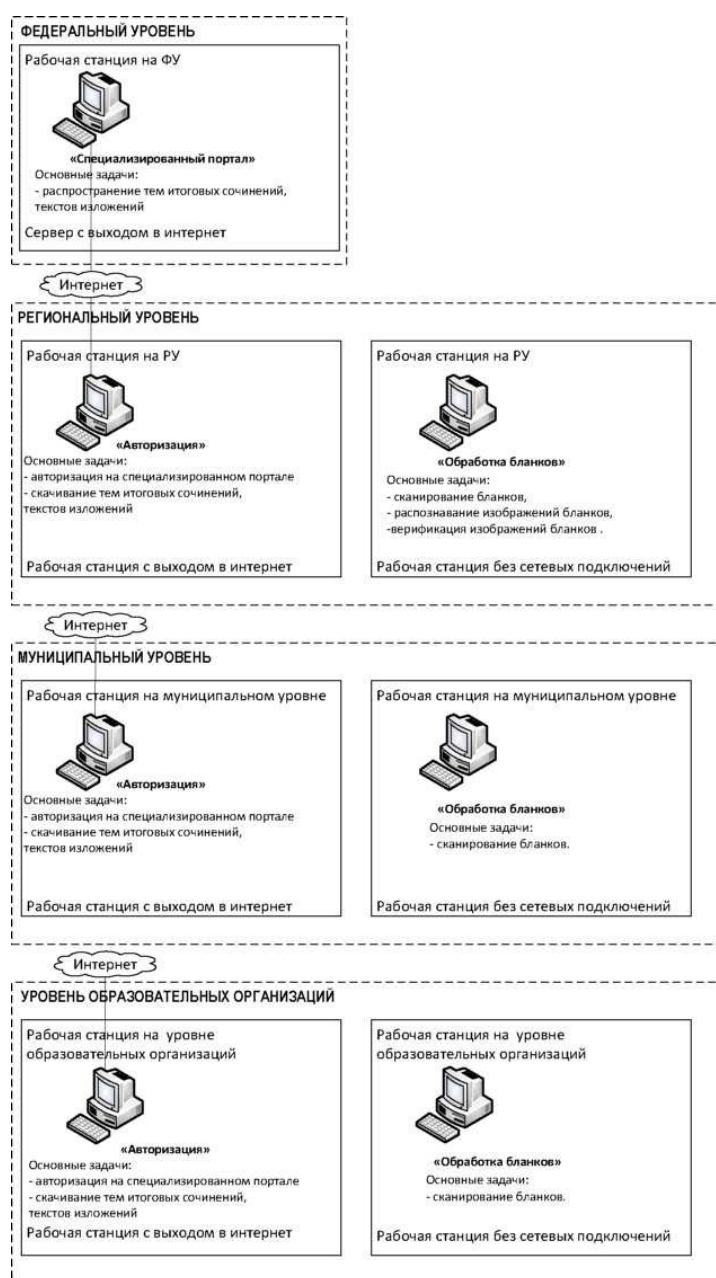 ФЕДЕРАЛЬНЫЙ УРОВЕНЬ
Рабочая станция на ФУ
«Специализированный портал»
Основные задачи:
- распространение тем итоговых сочинений,
текстов изложений
Сервер с выходом в интернет
Интернет
РЕГИОНАЛЬНЫЙ УРОВЕНЬ
Рабочая станция на РУ
«Авторизация»
Основные задачи:
- авторизация на специализированном портале
- скачивание тем итоговых сочинений,
текстов изложений
Рабочая станция с выходом в интернет
Рабочая станция на РУ
«Обработка бланков»
Основные задачи:
- сканирование бланков,
- распознавание изображений бланков,
-верификация изображений бланков .
Рабочая станция без сетевых подключений
Интернет
МУНИЦИПАЛЬНЫЙ УРОВЕНЬ
Рабочая станция на муниципальном уровне
«Авторизация»
Основные задачи:
- авторизация на специализированном портале
- скачивание тем итоговых сочинений,
текстов изложений
Рабочая станция с выходом в интернет
Рабочая станция на муниципальном уровне
«Обработка бланков»
Основные задачи:
- сканирование бланков.
Рабочая станция без сетевых подключений
Интернет
УРОВЕНЬ ОБРАЗОВАТЕЛЬНЫХ ОРГАНИЗАЦИЙ
Рабочая станция на уровне
образовательных организаций
«Авторизация»
Основные задачи:
- авторизация на специализированном портале
- скачивание тем итоговых сочинений,
текстов изложений
Рабочая станция с выходом в интернет
Рабочая станция на уровне
образовательных организаций
«Обработка бланков»
Основные задачи:
- сканирование бланков.
Рабочая станция без сетевых подключений